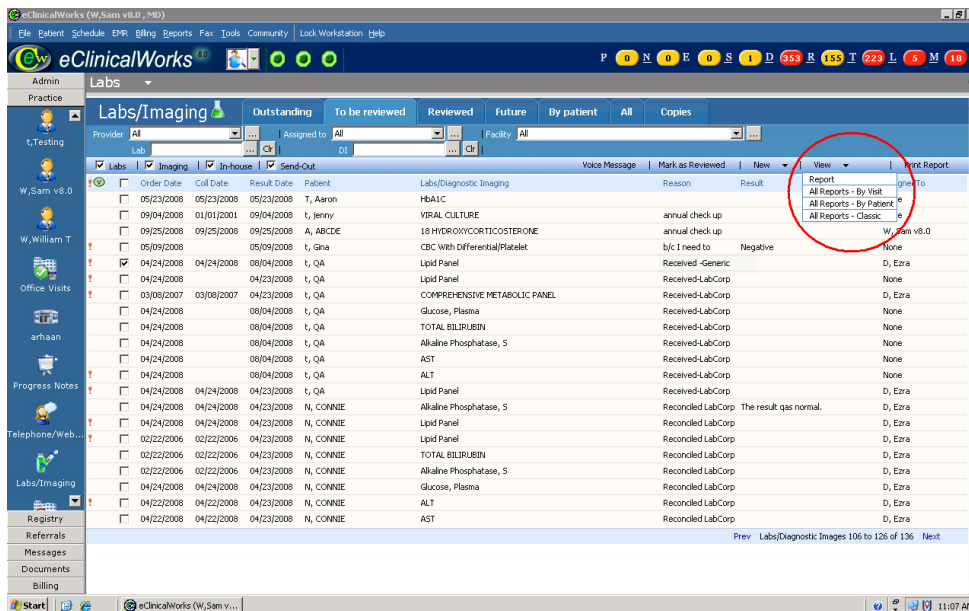 eClinicalWorks (W,Sam v8.0 , MD)
File Patient Schedule EMR Billing Reports Fax Tools Community Lock Workstation Help
eCW eClinicalWorks 8.0 P 0 N 0 E 0 S 1 D 353 R 155 T 223 L 5 M 18
Admin
Practice
t,Testing
W,Sam v8.0
W,William T
Office Visits
arhaan
Progress Notes
Telephone/Web...
Labs/Imaging
Registry
Referrals
Messages
Documents
Billing
Labs
Labs/Imaging Outstanding To be reviewed Reviewed Future By patient All Copies
Provider All ... | Assigned to All ... | Facility All ...
Lab ... Clr | DI ... Clr |
Labs | Imaging | In-house | Send-Out Voice Message | Mark as Reviewed | New | View | Print Report
Report
All Reports - By Visit
All Reports - By Patient
All Reports - Classic
! Order Date Coll Date Result Date Patient Labs/Diagnostic Imaging Reason Result To
05/23/2008 05/23/2008 05/23/2008 T, Aaron HbA1C
09/04/2008 01/01/2001 09/04/2008 t, jenny VIRAL CULTURE annual check up
09/25/2008 09/25/2008 09/25/2008 A, ABCDE 18 HYDROXYCORTICOSTERONE annual check up W, Sam v8.0
! 05/09/2008 05/09/2008 t, Gina CBC With Differential/Platelet b/c I need to Negative None
! 04/24/2008 04/24/2008 08/04/2008 t, QA Lipid Panel Received -Generic D, Ezra
! 04/24/2008 04/23/2008 t, QA Lipid Panel Received-LabCorp None
! 03/08/2007 03/08/2007 04/23/2008 t, QA COMPREHENSIVE METABOLIC PANEL Received-LabCorp D, Ezra
04/24/2008 08/04/2008 t, QA Glucose, Plasma Received-LabCorp None
04/24/2008 08/04/2008 t, QA TOTAL BILIRUBIN Received-LabCorp None
04/24/2008 08/04/2008 t, QA Alkaline Phosphatase, S Received-LabCorp None
04/24/2008 08/04/2008 t, QA AST Received-LabCorp None
! 04/24/2008 08/04/2008 t, QA ALT Received-LabCorp None
! 04/24/2008 04/24/2008 04/23/2008 t, QA Lipid Panel Received-LabCorp D, Ezra
04/24/2008 04/24/2008 04/23/2008 N, CONNIE Alkaline Phosphatase, S Reconciled LabCorp The result qas normal. D, Ezra
! 04/24/2008 04/24/2008 04/23/2008 N, CONNIE Lipid Panel Reconciled LabCorp D, Ezra
! 02/22/2006 02/22/2006 04/23/2008 N, CONNIE Lipid Panel Reconciled LabCorp D, Ezra
02/22/2006 02/22/2006 04/23/2008 N, CONNIE TOTAL BILIRUBIN Reconciled LabCorp D, Ezra
02/22/2006 02/22/2006 04/23/2008 N, CONNIE Alkaline Phosphatase, S Reconciled LabCorp D, Ezra
04/24/2008 04/24/2008 04/23/2008 N, CONNIE Glucose, Plasma Reconciled LabCorp D, Ezra
! 04/22/2008 04/22/2008 04/23/2008 N, CONNIE ALT Reconciled LabCorp D, Ezra
04/22/2008 04/22/2008 04/23/2008 N, CONNIE AST Reconciled LabCorp D, Ezra
Prev Labs/Diagnostic Images 106 to 126 of 136 Next
Start eClinicalWorks (W,Sam v... 11:07 AM